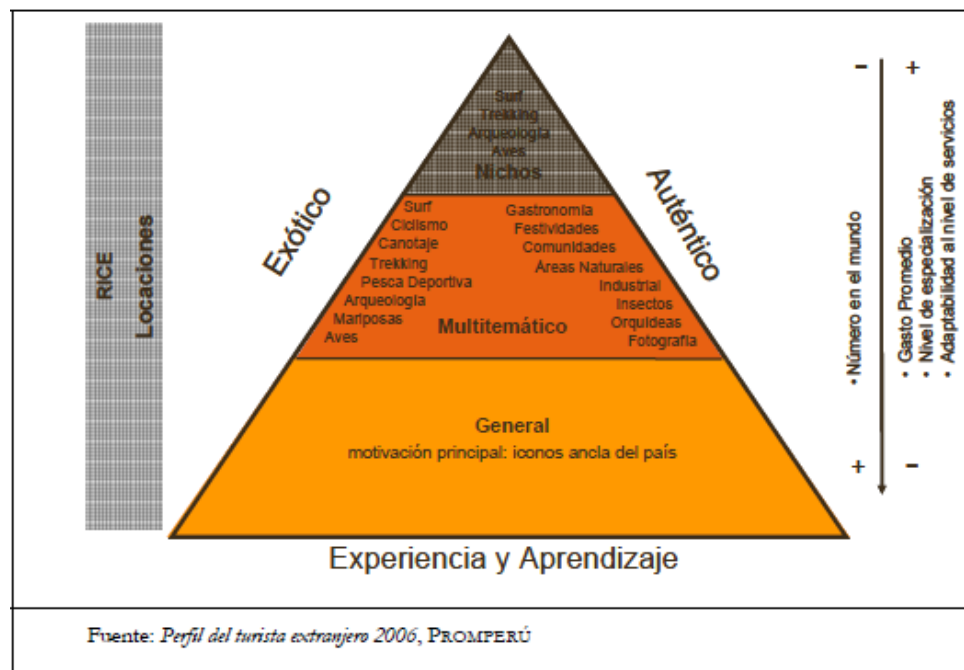 RICE
Locaciones
Exótico
Auténtico
Surf
Trekking
Arqueología
Aves
Nichos
Surf
Ciclismo
Canotaje
Trekking
Pesca Deportiva
Arqueología
Mariposas
Aves
Gastronomía
Festividades
Comunidades
Áreas Naturales
Industrial
Insectos
Orquídeas
Fotografía
Multitemático
General
motivación principal: iconos ancla del país
Experiencia y Aprendizaje
− +
• Número en el mundo
• Gasto Promedio
• Nivel de especialización
• Adaptabilidad al nivel de servicios
+ −
Fuente: Perfil del turista extranjero 2006, PROMPERÚ